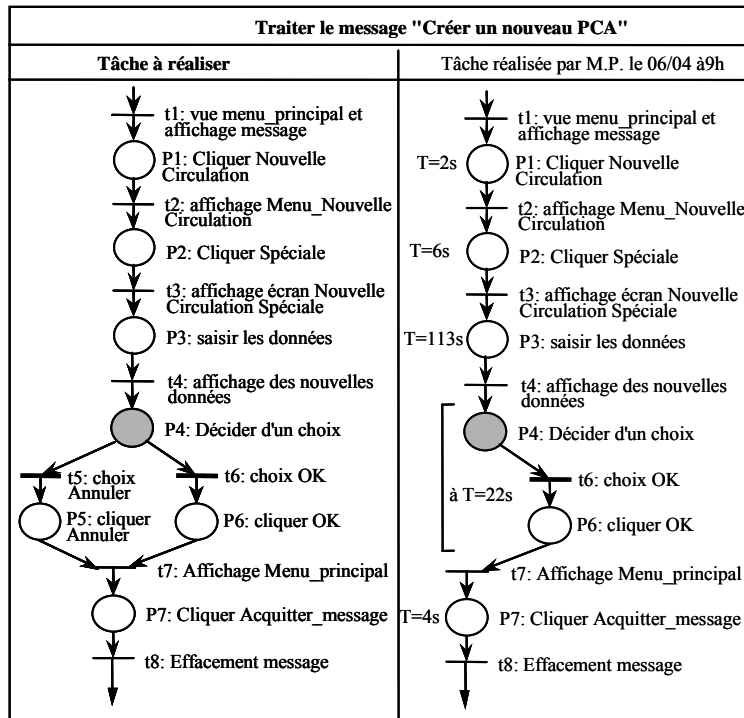 Traiter le message "Créer un nouveau PCA"
Tâche à réaliser
t1: vue menu_principal et
affichage message
P1: Cliquer Nouvelle
Circulation
t2: affichage Menu_Nouvelle
Circulation
P2: Cliquer Spéciale
t3: affichage écran Nouvelle
Circulation Spéciale
P3: saisir les données
t4: affichage des nouvelles
données
P4: Décider d'un choix
t5: choix
Annuler
t6: choix OK
P5: cliquer
Annuler
P6: cliquer OK
t7: Affichage Menu_principal
P7: Cliquer Acquitter_message
t8: Effacement message
Tâche réalisée par M.P. le 06/04 à9h
t1: vue menu_principal et
affichage message
T=2s
P1: Cliquer Nouvelle
Circulation
t2: affichage Menu_Nouvelle
Circulation
T=6s
P2: Cliquer Spéciale
t3: affichage écran Nouvelle
Circulation Spéciale
T=113s
P3: saisir les données
t4: affichage des nouvelles
données
P4: Décider d'un choix
t6: choix OK
à T=22s
P6: cliquer OK
t7: Affichage Menu_principal
T=4s
P7: Cliquer Acquitter_message
t8: Effacement message